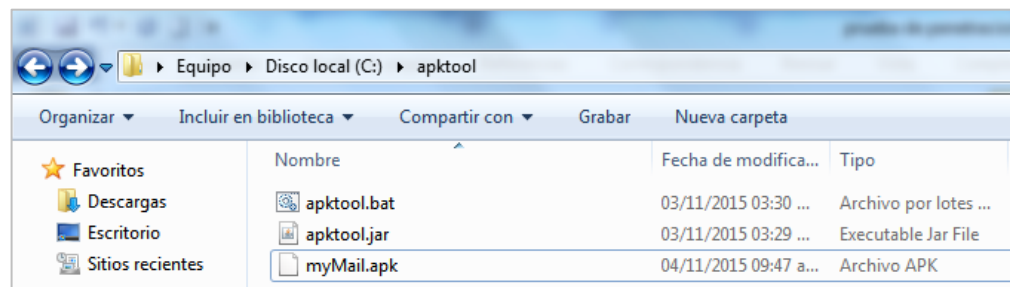 Equipo Disco local (C:) apktool
Organizar Incluir en biblioteca Compartir con Grabar Nueva carpeta
Favoritos
Descargas
Escritorio
Sitios recientes
Nombre Fecha de modifica... Tipo
apktool.bat 03/11/2015 03:30 ... Archivo por lotes ...
apktool.jar 03/11/2015 03:29 ... Executable Jar File
myMail.apk 04/11/2015 09:47 a... Archivo APK